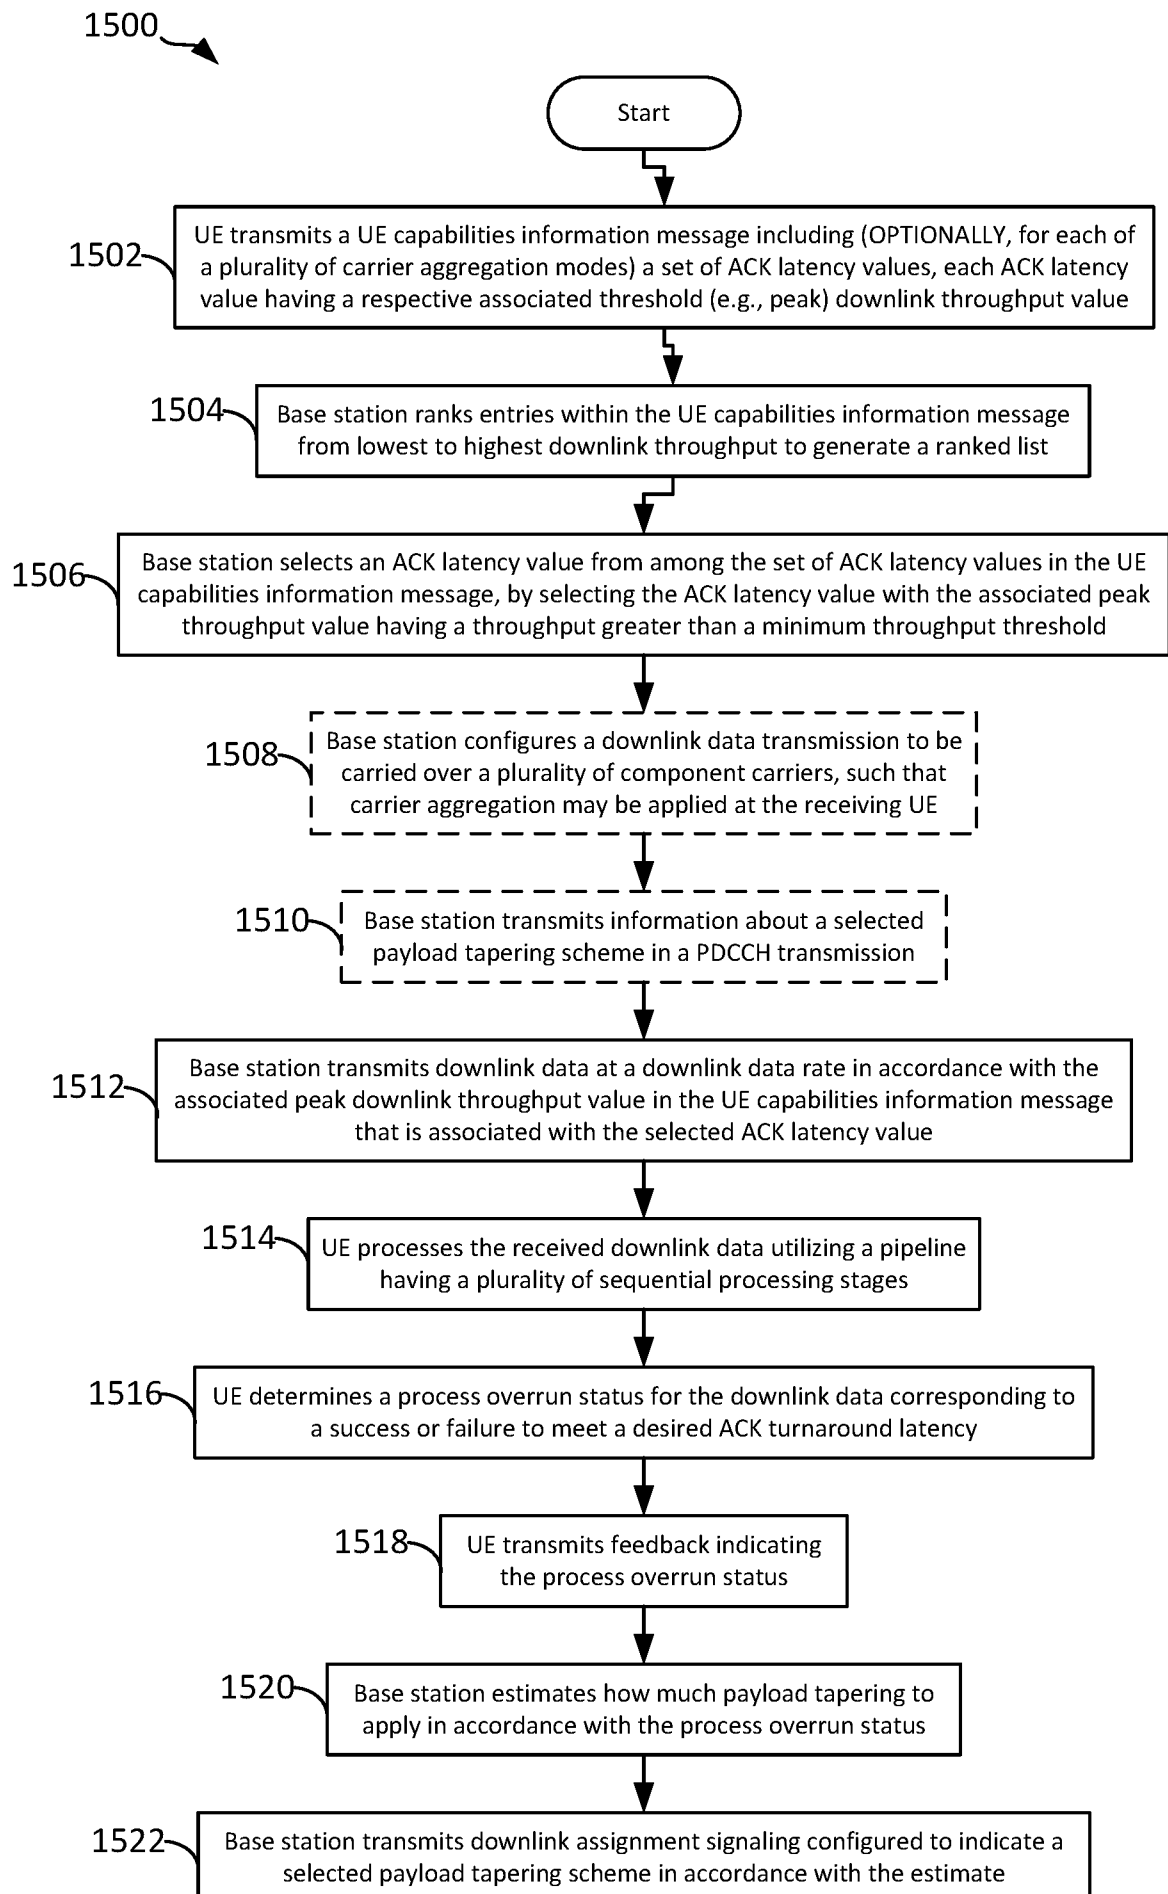 1500
Start
1502
UE transmits a UE capabilities information message including (OPTIONALLY, for each of
a plurality of carrier aggregation modes) a set of ACK latency values, each ACK latency
value having a respective associated threshold (e.g., peak) downlink throughput value
1504
Base station ranks entries within the UE capabilities information message
from lowest to highest downlink throughput to generate a ranked list
1506
Base station selects an ACK latency value from among the set of ACK latency values in the UE
capabilities information message, by selecting the ACK latency value with the associated peak
throughput value having a throughput greater than a minimum throughput threshold
1508
Base station configures a downlink data transmission to be
carried over a plurality of component carriers, such that
carrier aggregation may be applied at the receiving UE
1510
Base station transmits information about a selected
payload tapering scheme in a PDCCH transmission
1512
Base station transmits downlink data at a downlink data rate in accordance with the
associated peak downlink throughput value in the UE capabilities information message
that is associated with the selected ACK latency value
1514
UE processes the received downlink data utilizing a pipeline
having a plurality of sequential processing stages
1516
UE determines a process overrun status for the downlink data corresponding to
a success or failure to meet a desired ACK turnaround latency
1518
UE transmits feedback indicating
the process overrun status
1520
Base station estimates how much payload tapering to
apply in accordance with the process overrun status
1522
Base station transmits downlink assignment signaling configured to indicate a
selected payload tapering scheme in accordance with the estimate